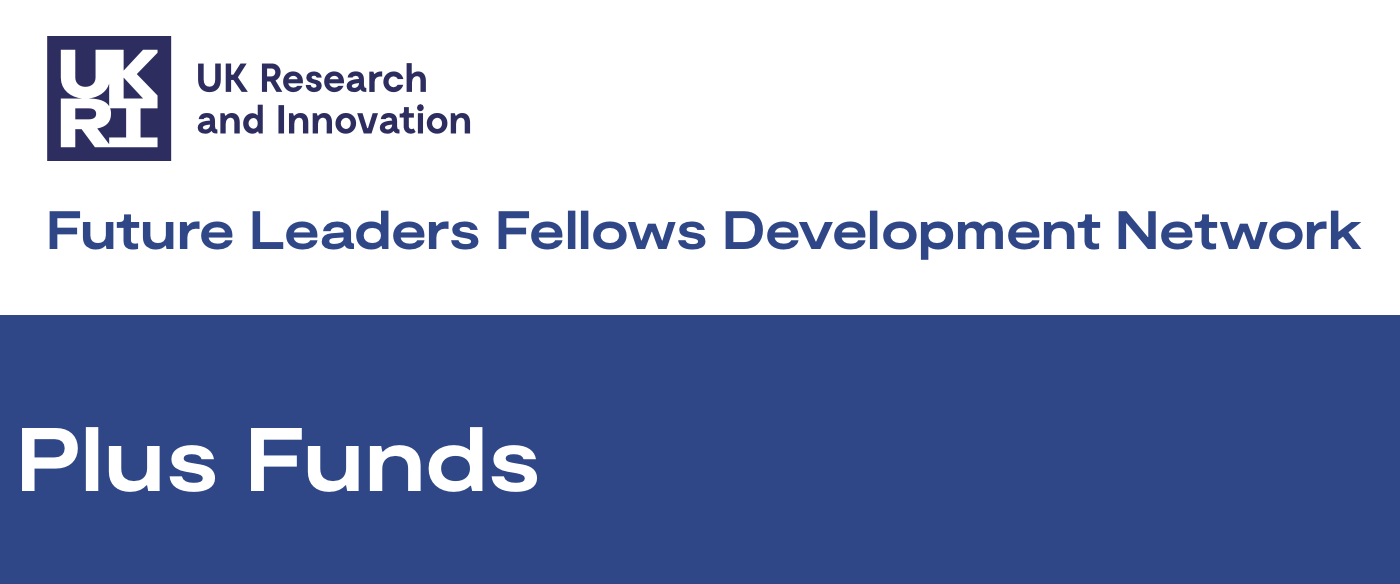 UK
RI
UK Research
and Innovation
Future Leaders Fellows Development Network
Plus Funds